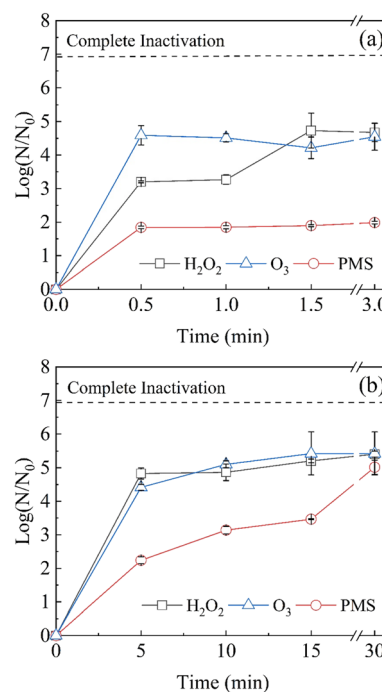 8
7
6
5
4
3
2
1
0
Log(N/N₀)
Complete Inactivation
(a)
H₂O₂ O₃ PMS
0.0 0.5 1.0 1.5 3.0
Time (min)
8
7
6
5
4
3
2
1
0
Log(N/N₀)
Complete Inactivation
(b)
H₂O₂ O₃ PMS
0 5 10 15 30
Time (min)